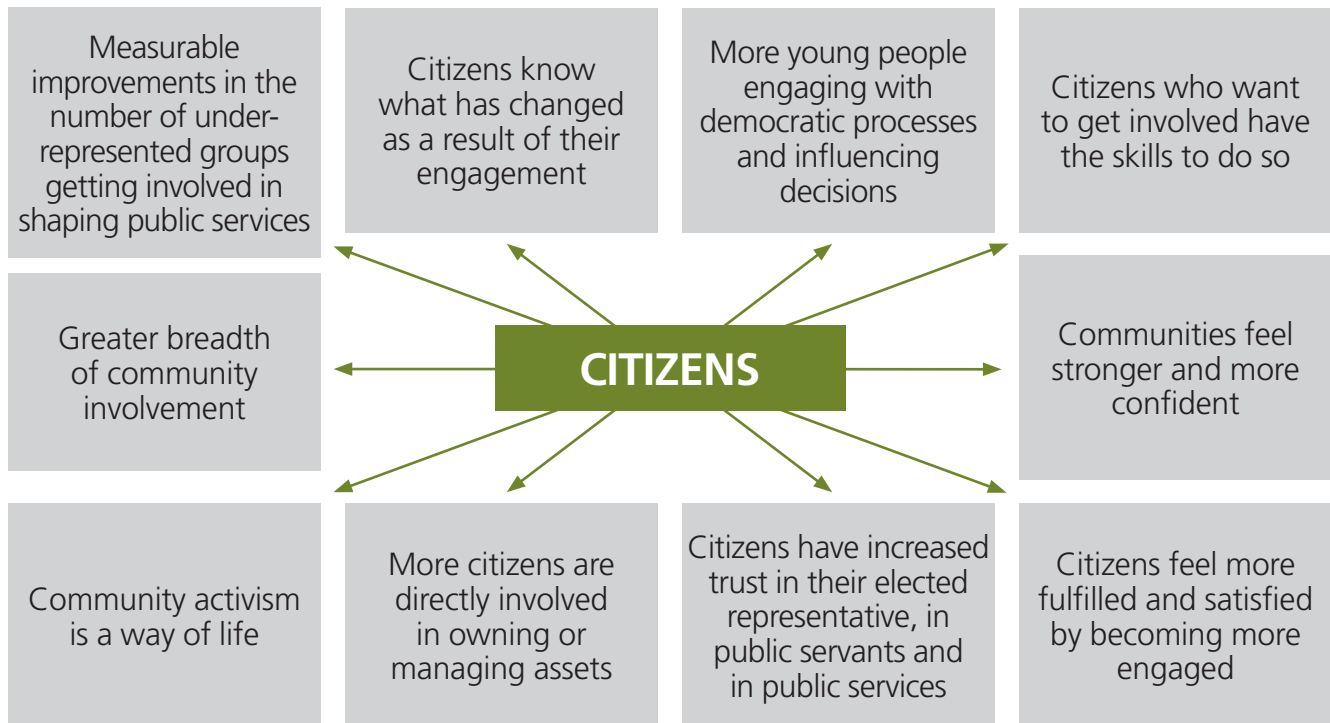 Measurable
improvements in the
number of under-
represented groups
getting involved in
shaping public services
Citizens know
what has changed
as a result of their
engagement
More young people
engaging with
democratic processes
and influencing
decisions
Citizens who want
to get involved have
the skills to do so
Greater breadth
of community
involvement
CITIZENS
Communities feel
stronger and more
confident
Community activism
is a way of life
More citizens are
directly involved
in owning or
managing assets
Citizens have increased
trust in their elected
representative, in
public servants and
in public services
Citizens feel more
fulfilled and satisfied
by becoming more
engaged